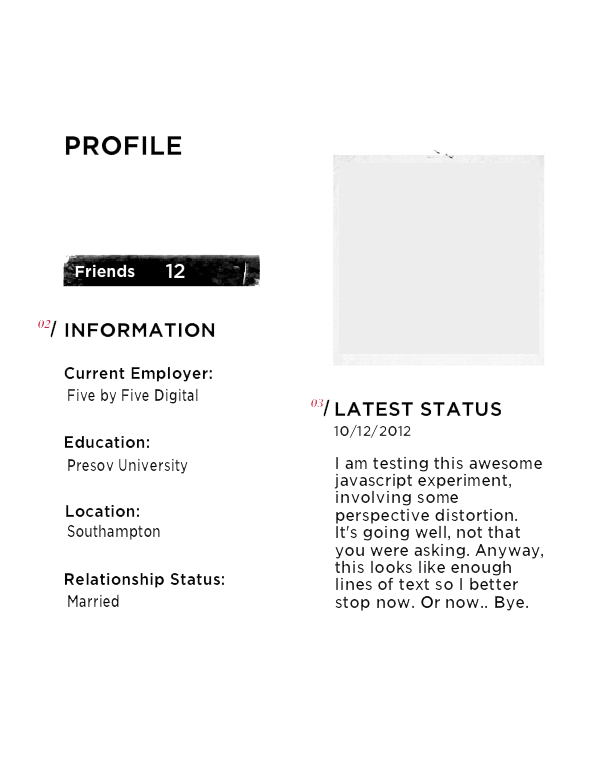 PROFILE
Friends 12
02/ INFORMATION
Current Employer:
Five by Five Digital
Education:
Presov University
Location:
Southampton
Relationship Status:
Married
03/ LATEST STATUS
10/12/2012
I am testing this awesome
javascript experiment,
involving some
perspective distortion.
It's going well, not that
you were asking. Anyway,
this looks like enough
lines of text so I better
stop now. Or now.. Bye.